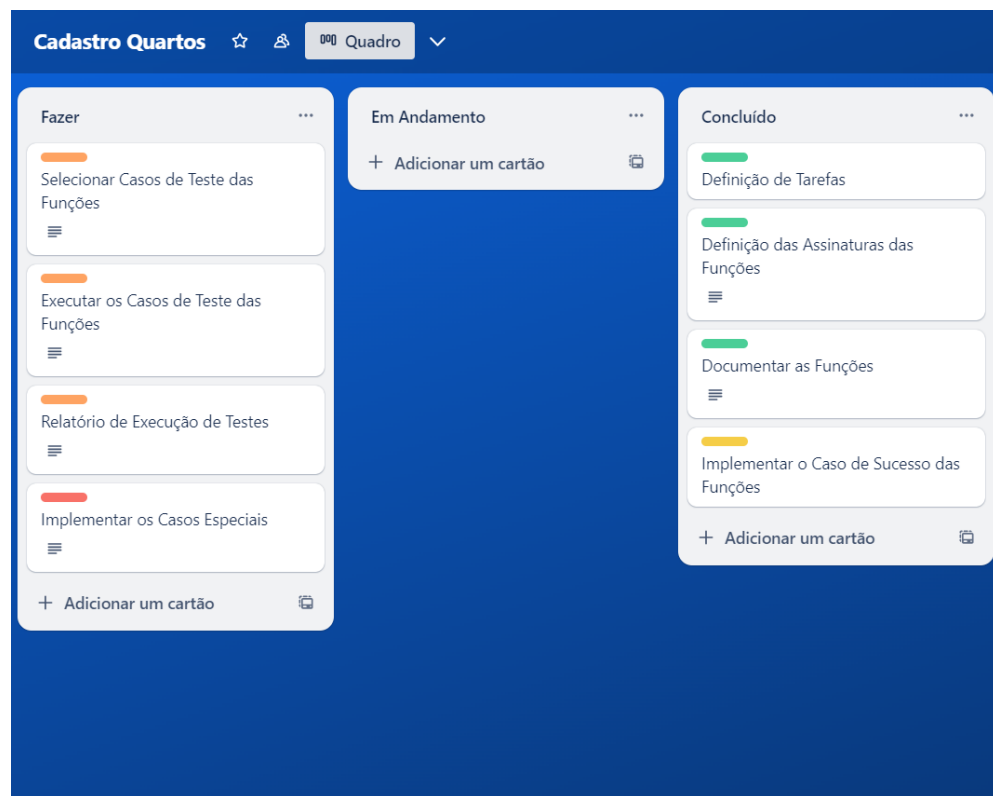 Cadastro Quartos
Quadro
Fazer
Selecionar Casos de Teste das
Funções
Executar os Casos de Teste das
Funções
Relatório de Execução de Testes
Implementar os Casos Especiais
+ Adicionar um cartão
Em Andamento
+ Adicionar um cartão
Concluído
Definição de Tarefas
Definição das Assinaturas das
Funções
Documentar as Funções
Implementar o Caso de Sucesso das
Funções
+ Adicionar um cartão